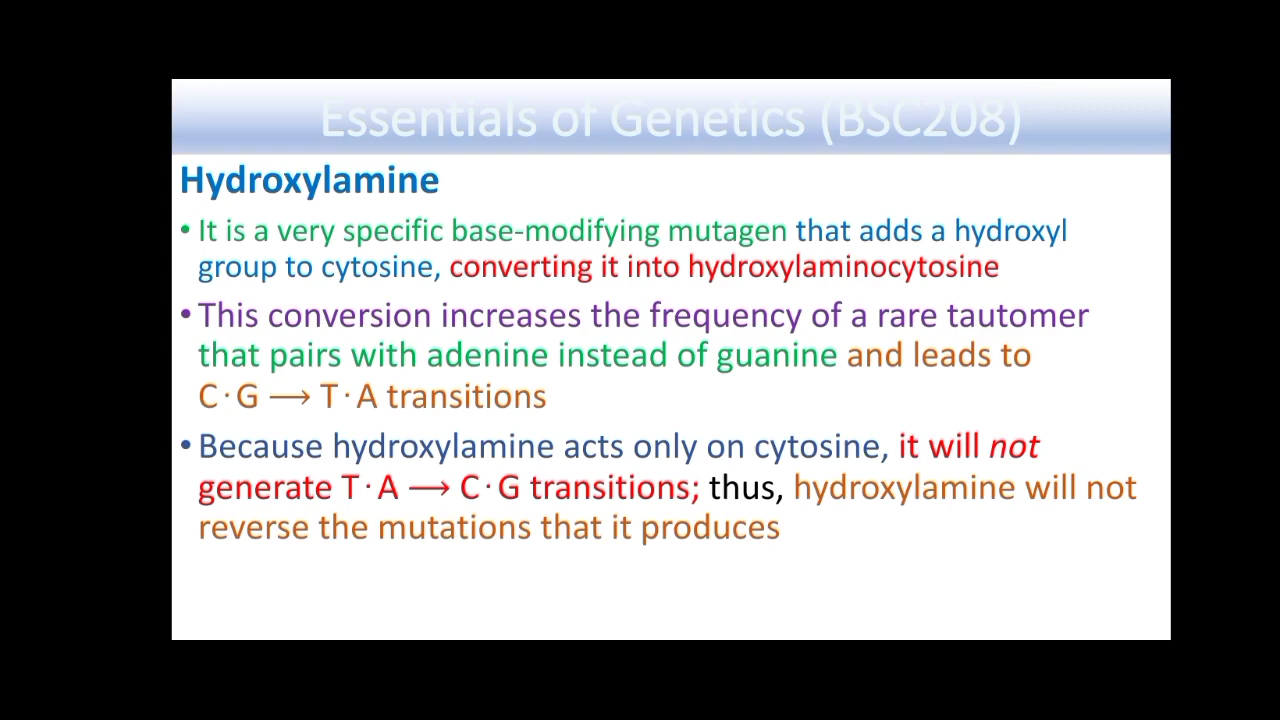 Essentials of Genetics (BSC208)
Hydroxylamine
• It is a very specific base-modifying mutagen that adds a hydroxyl
group to cytosine, converting it into hydroxylaminocytosine
• This conversion increases the frequency of a rare tautomer
that pairs with adenine instead of guanine and leads to
C·G ⟶ T·A transitions
• Because hydroxylamine acts only on cytosine, it will not
generate T·A ⟶ C·G transitions; thus, hydroxylamine will not
reverse the mutations that it produces